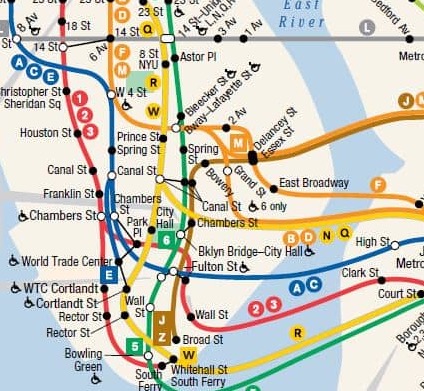 8 Av
18 St
14 St
6 Av
D
F
14 St
Q
23 St
23 St
14 St-Union
L,N,Q,R
3 Av
1 Av
East
River
Bedford Av
L
A
C
E
F
M
8 St
NYU
R
W
Astor Pl
Christopher St
Sheridan Sq
1
2
3
W 4 St
Bleecker St
Bway-Lafayette St
2 Av
Delancey St
Essex St
M
Metro
Houston St
Prince St
Spring St
Spring
St
Bowery
Grand St
East Broadway
F
Canal St
Canal St
Canal St
6 only
Franklin St
Chambers St
Chambers
St
Park
Pl
City
Hall
Chambers St
6
Bklyn Bridge-City Hall
Fulton St
B
D
N
Q
High St
A
C
Metro
Clark St
Court St
World Trade Center
E
WTC Cortlandt
Cortlandt St
Rector St
Rector St
Wall
St
Wall St
2
3
R
J
Z
Broad St
5
Bowling
Green
W
Whitehall St
South Ferry
South
Ferry